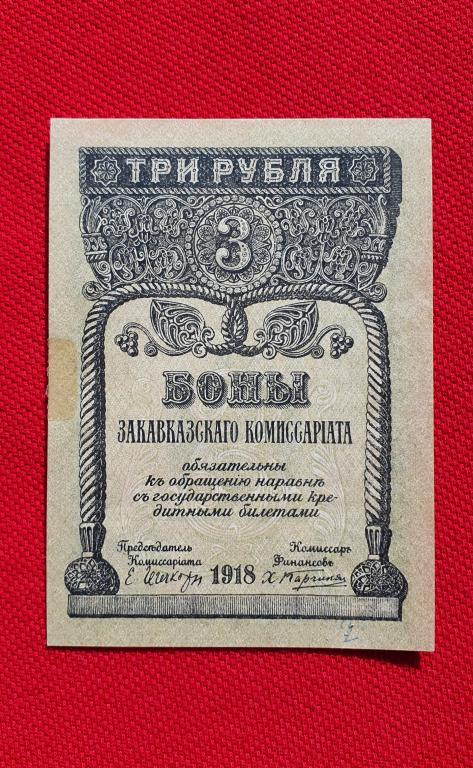 ТРИ РУБЛЯ
3
БОНЫ
ЗАКАВКАЗСКАГО КОМИССАРІАТА
обязательны
къ обращенію наравнѣ
съ государственными кре-
дитными билетами
Предсѣдатель Комиссаръ
Комиссаріата Финансовъ
1918